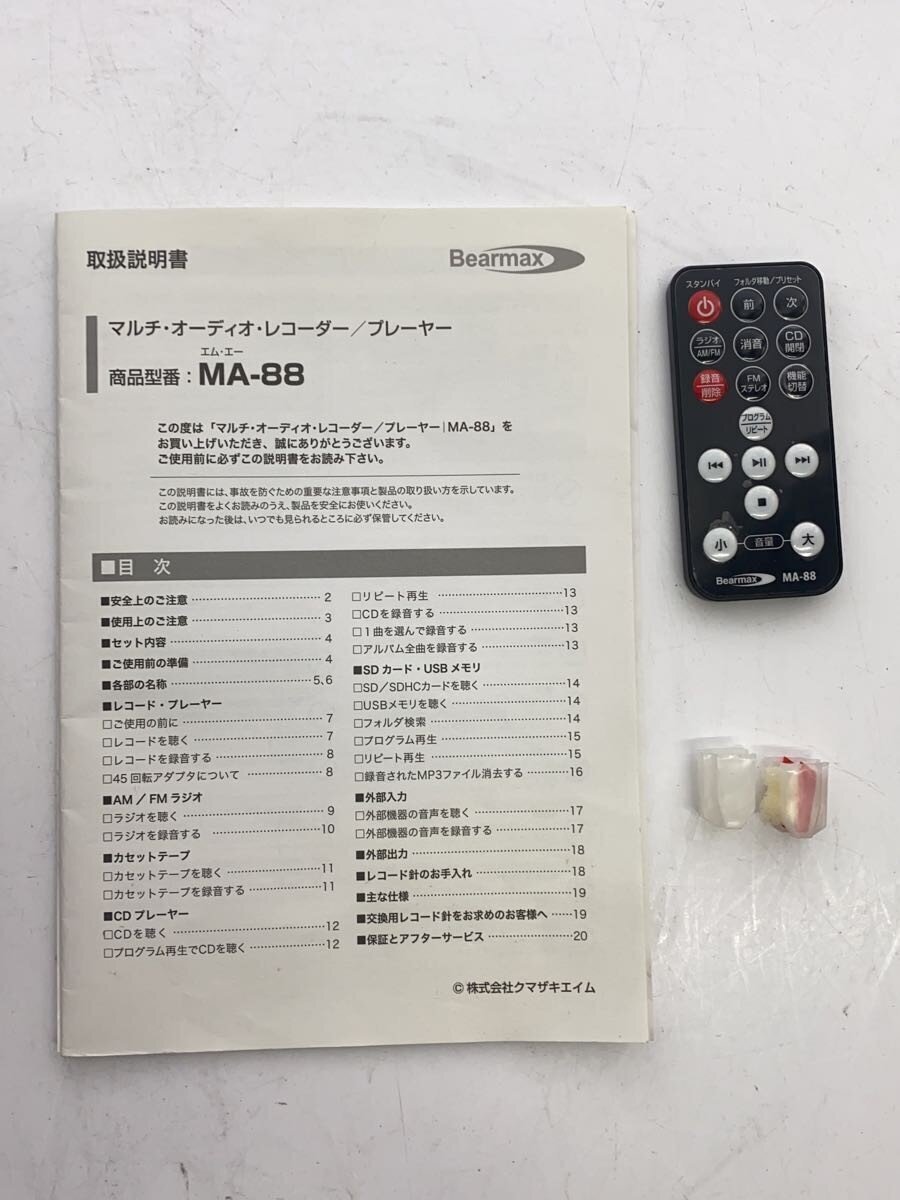 取扱説明書
Bearmax
マルチ・オーディオ・レコーダー／プレーヤー
エム・エー
商品型番：MA-88
この度は「マルチ・オーディオ・レコーダー／プレーヤー｜MA-88」を
お買い上げいただき、誠にありがとうございます。
ご使用前に必ずこの説明書をお読み下さい。
この説明書には、事故を防ぐための重要な注意事項と製品の取り扱い方を示しています。
この説明書をよくお読みのうえ、製品を安全にお使いください。
お読みになった後は、いつでも見られるところに必ず保管してください。
■目 次
■安全上のご注意 …… 2
■使用上のご注意 …… 3
■セット内容 …… 4
■ご使用前の準備 …… 4
■各部の名称 …… 5、6
■レコード・プレーヤー
□ご使用の前に …… 7
□レコードを聴く …… 7
□レコードを録音する …… 8
□45回転アダプタについて …… 8
■AM／FMラジオ
□ラジオを聴く …… 9
□ラジオを録音する …… 10
■カセットテープ
□カセットテープを聴く …… 11
□カセットテープを録音する …… 11
■CDプレーヤー
□CDを聴く …… 12
□プログラム再生でCDを聴く …… 12
□リピート再生 …… 13
□CDを録音する …… 13
□1曲を選んで録音する …… 13
□アルバム全曲を録音する …… 13
■SDカード・USBメモリ
□SD／SDHCカードを聴く …… 14
□USBメモリを聴く …… 14
□フォルダ検索 …… 14
□プログラム再生 …… 15
□リピート再生 …… 15
□録音されたMP3ファイル消去する …… 16
■外部入力
□外部機器の音声を聴く …… 17
□外部機器の音声を録音する …… 17
■外部出力 …… 18
■レコード針のお手入れ …… 18
■主な仕様 …… 19
■交換用レコード針をお求めのお客様へ …… 19
■保証とアフターサービス …… 20
©株式会社クマザキエイム
スタンバイ フォルダ移動／プリセット
前 次
ラジオ AM/FM 消音 CD開閉
録音 削除 FMステレオ 機能切替
プログラム リピート
小 音量 大
Bearmax MA-88